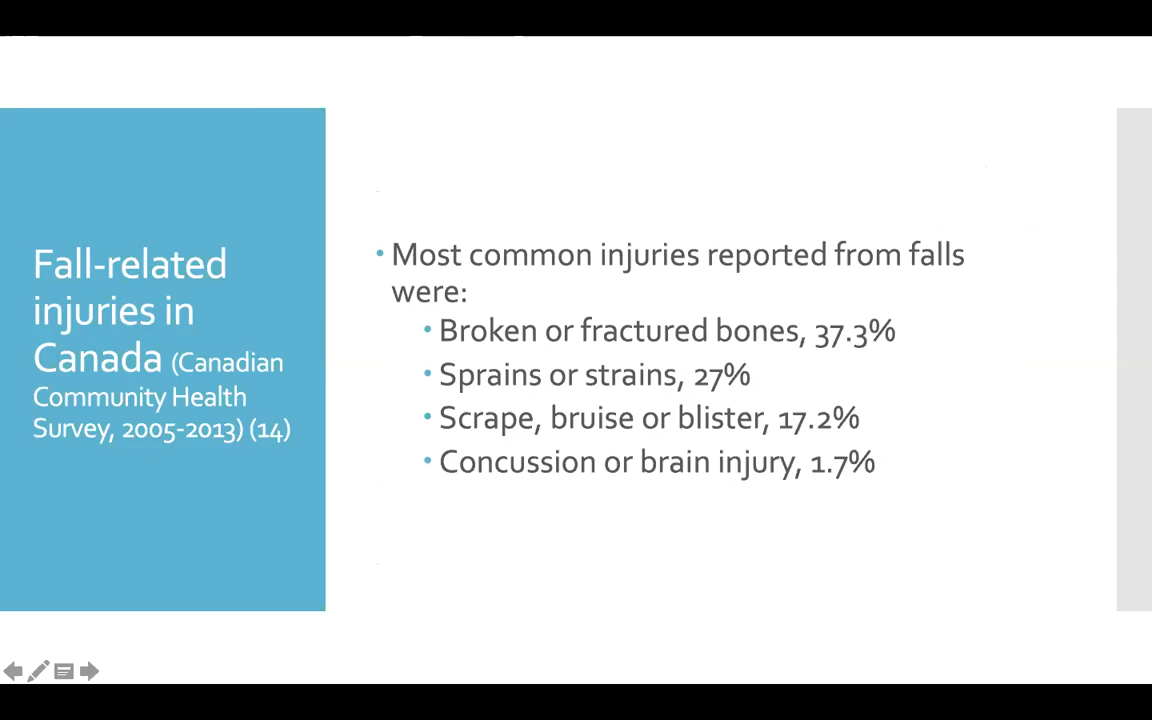 Fall-related
injuries in
Canada (Canadian
Community Health
Survey, 2005-2013) (14)
• Most common injuries reported from falls
were:
• Broken or fractured bones, 37.3%
• Sprains or strains, 27%
• Scrape, bruise or blister, 17.2%
• Concussion or brain injury, 1.7%